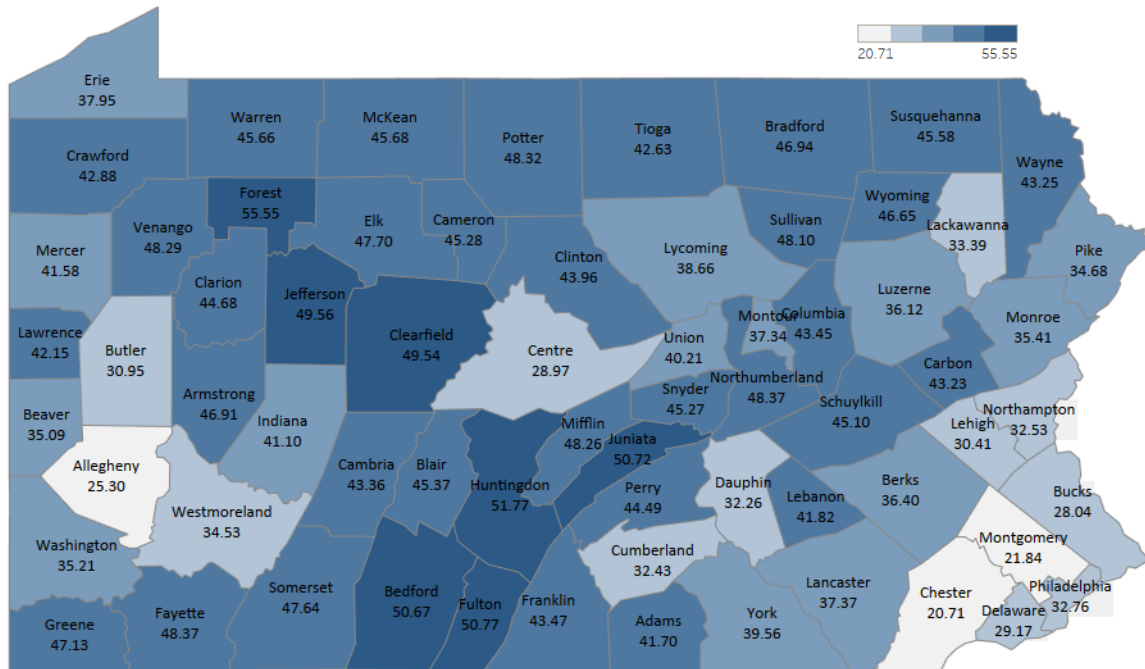 20.71 55.55
Erie
37.95
Warren
45.66
McKean
45.68
Potter
48.32
Tioga
42.63
Bradford
46.94
Susquehanna
45.58
Wayne
43.25
Crawford
42.88
Forest
55.55
Venango
48.29
Elk
47.70
Cameron
45.28
Sullivan
48.10
Wyoming
46.65
Lackawanna
33.39
Mercer
41.58
Clarion
44.68
Jefferson
49.56
Clinton
43.96
Lycoming
38.66
Pike
34.68
Luzerne
36.12
Lawrence
42.15
Butler
30.95
Clearfield
49.54
Centre
28.97
Union
40.21
Montour
37.34
Columbia
43.45
Monroe
35.41
Carbon
43.23
Armstrong
46.91
Snyder
45.27
Northumberland
48.37
Schuylkill
45.10
Northampton
32.53
Lehigh
30.41
Beaver
35.09
Indiana
41.10
Mifflin
48.26
Juniata
50.72
Allegheny
25.30
Cambria
43.36
Blair
45.37
Huntingdon
51.77
Perry
44.49
Dauphin
32.26
Lebanon
41.82
Berks
36.40
Bucks
28.04
Westmoreland
34.53
Washington
35.21
Cumberland
32.43
Montgomery
21.84
Somerset
47.64
Bedford
50.67
Fulton
50.77
Franklin
43.47
Lancaster
37.37
Chester
20.71
Philadelphia
32.76
Delaware
29.17
Greene
47.13
Fayette
48.37
Adams
41.70
York
39.56